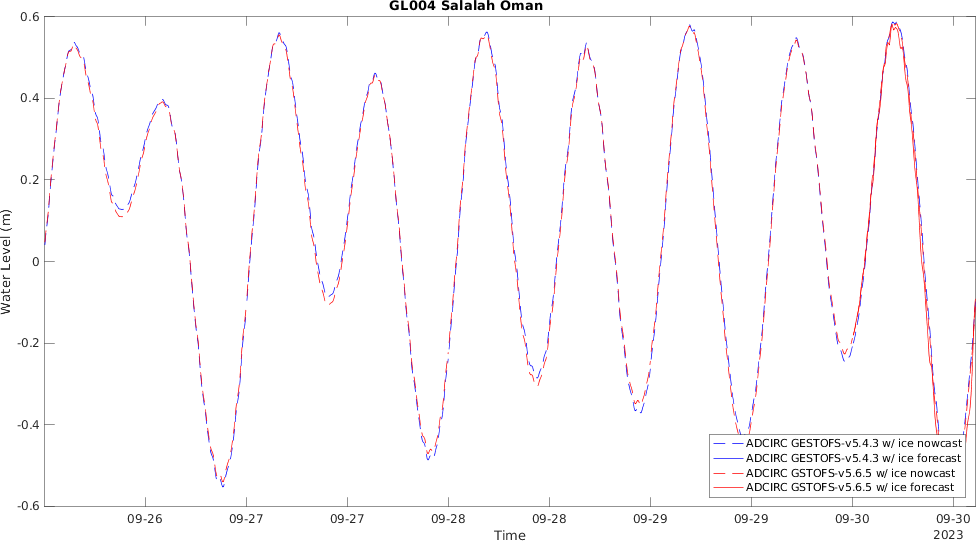 GL004 Salalah Oman
0.6
0.4
0.2
0
-0.2
-0.4
-0.6
Water Level (m)
ADCIRC GESTOFS-v5.4.3 w/ ice nowcast
ADCIRC GESTOFS-v5.4.3 w/ ice forecast
ADCIRC GSTOFS-v5.6.5 w/ ice nowcast
ADCIRC GSTOFS-v5.6.5 w/ ice forecast
09-26 09-27 09-27 09-28 09-28 09-29 09-29 09-30 09-30
2023
Time